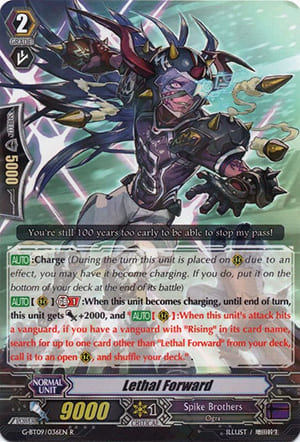 GRADE
2
5000
You're still 100 years too early to be able to stop my pass!
AUTO :Charge (During the turn this unit is placed on due to an
effect, you may have it become charging. If you do, put it on the
bottom of your deck at the end of its battle)
AUTO [ ] GB 1 :When this unit becomes charging, until end of turn,
this unit gets +2000, and "AUTO [ ]:When this unit's attack hits
a vanguard, if you have a vanguard with "Rising" in its card name,
search for up to one card other than "Lethal Forward" from your deck,
call it to an open , and shuffle your deck.".
NORMAL
UNIT
Lethal Forward
POWER
9000
1
CRITICAL
Spike Brothers
Ogre
G-BT09/036EN R
ILLUST /